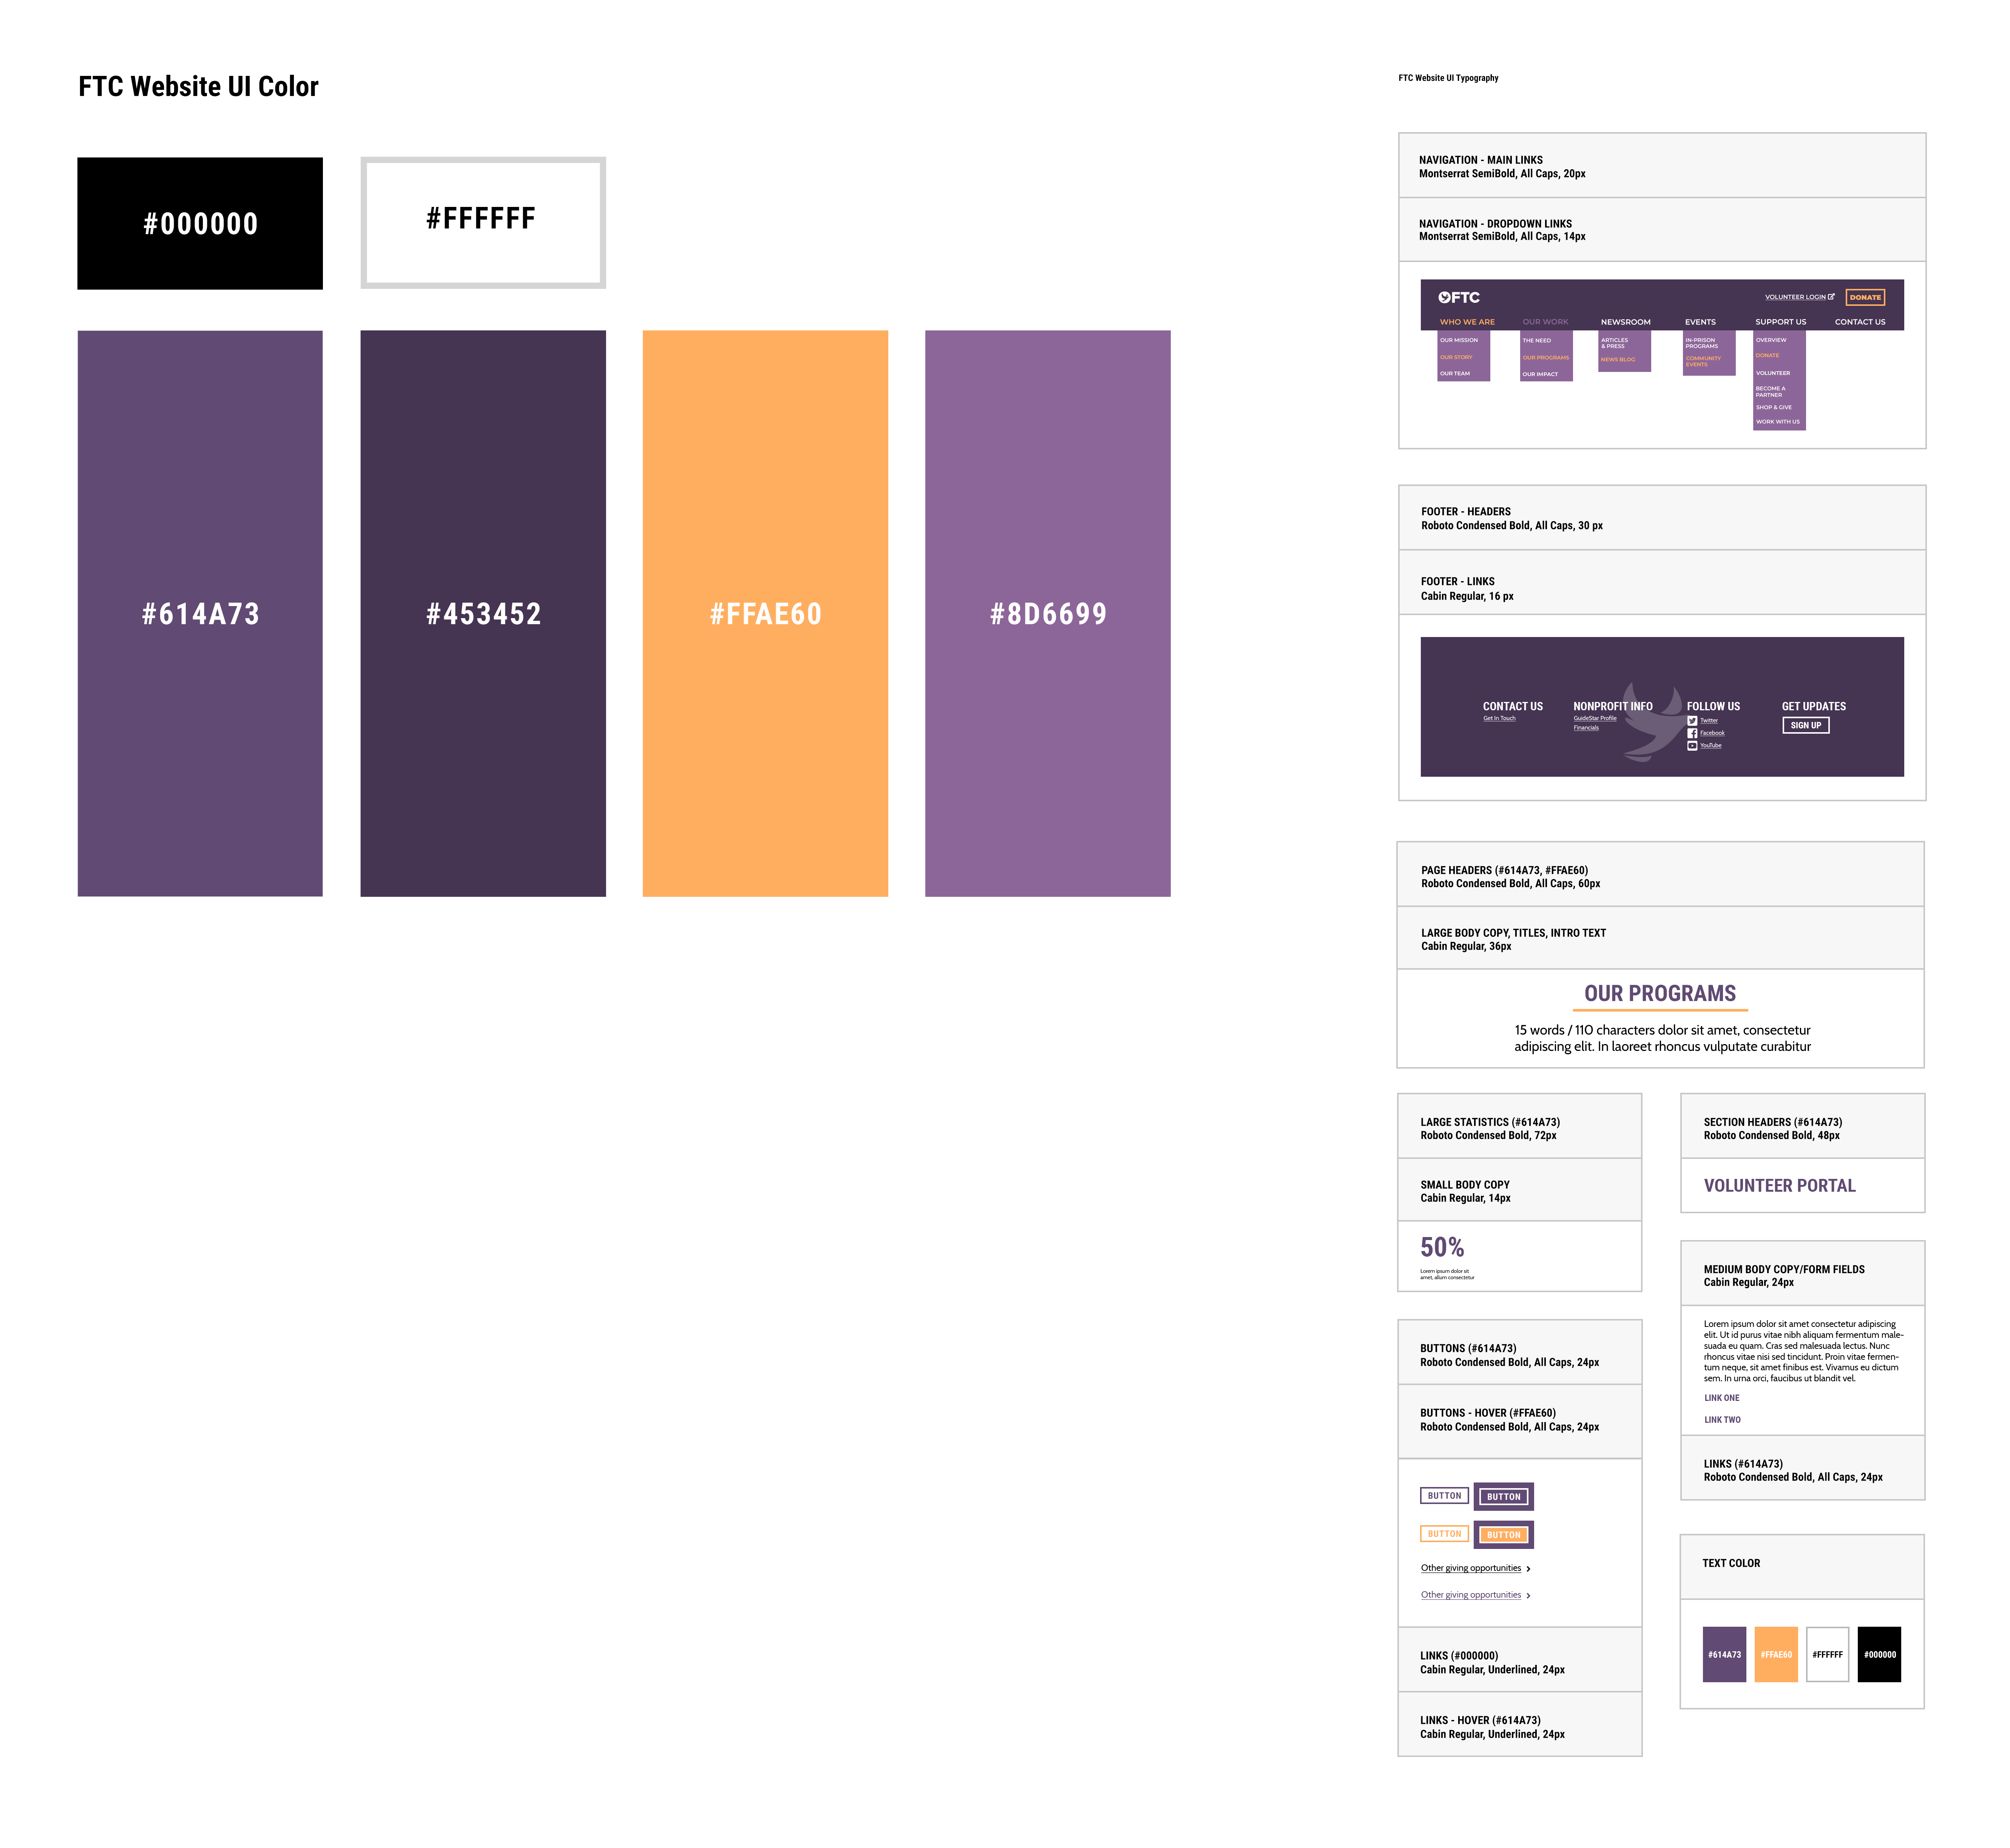 FTC Website UI Color
#000000
#FFFFFF
#614A73
#453452
#FFAE60
#8D6699
FTC Website UI Typography
NAVIGATION - MAIN LINKS
Montserrat SemiBold, All Caps, 20px
NAVIGATION - DROPDOWN LINKS
Montserrat SemiBold, All Caps, 14px
FTC
VOLUNTEER LOGIN
DONATE
WHO WE ARE
OUR WORK
NEWSROOM
EVENTS
SUPPORT US
CONTACT US
OUR MISSION
OUR STORY
OUR TEAM
THE NEED
OUR PROGRAMS
OUR IMPACT
ARTICLES
& PRESS
NEWS BLOG
IN-PRISON
PROGRAMS
COMMUNITY
EVENTS
OVERVIEW
DONATE
VOLUNTEER
BECOME A
PARTNER
SHOP & GIVE
WORK WITH US
FOOTER - HEADERS
Roboto Condensed Bold, All Caps, 30 px
FOOTER - LINKS
Cabin Regular, 16 px
CONTACT US
Get In Touch
NONPROFIT INFO
GuideStar Profile
Financials
FOLLOW US
Twitter
Facebook
YouTube
GET UPDATES
SIGN UP
PAGE HEADERS (#614A73, #FFAE60)
Roboto Condensed Bold, All Caps, 60px
LARGE BODY COPY, TITLES, INTRO TEXT
Cabin Regular, 36px
OUR PROGRAMS
15 words / 110 characters dolor sit amet, consectetur
adipiscing elit. In laoreet rhoncus vulputate curabitur
LARGE STATISTICS (#614A73)
Roboto Condensed Bold, 72px
SMALL BODY COPY
Cabin Regular, 14px
50%
Lorem ipsum dolor sit
amet, allum consectetur
SECTION HEADERS (#614A73)
Roboto Condensed Bold, 48px
VOLUNTEER PORTAL
MEDIUM BODY COPY/FORM FIELDS
Cabin Regular, 24px
Lorem ipsum dolor sit amet consectetur adipiscing
elit. Ut id purus vitae nibh aliquam fermentum male-
suada eu quam. Cras sed malesuada lectus. Nunc
rhoncus vitae nisi sed tincidunt. Proin vitae fermen-
tum neque, sit amet finibus est. Vivamus eu dictum
sem. In urna orci, faucibus ut blandit vel.
LINK ONE
LINK TWO
LINKS (#614A73)
Roboto Condensed Bold, All Caps, 24px
BUTTONS (#614A73)
Roboto Condensed Bold, All Caps, 24px
BUTTONS - HOVER (#FFAE60)
Roboto Condensed Bold, All Caps, 24px
BUTTON
BUTTON
BUTTON
BUTTON
Other giving opportunities
Other giving opportunities
LINKS (#000000)
Cabin Regular, Underlined, 24px
LINKS - HOVER (#614A73)
Cabin Regular, Underlined, 24px
TEXT COLOR
#614A73
#FFAE60
#FFFFFF
#000000